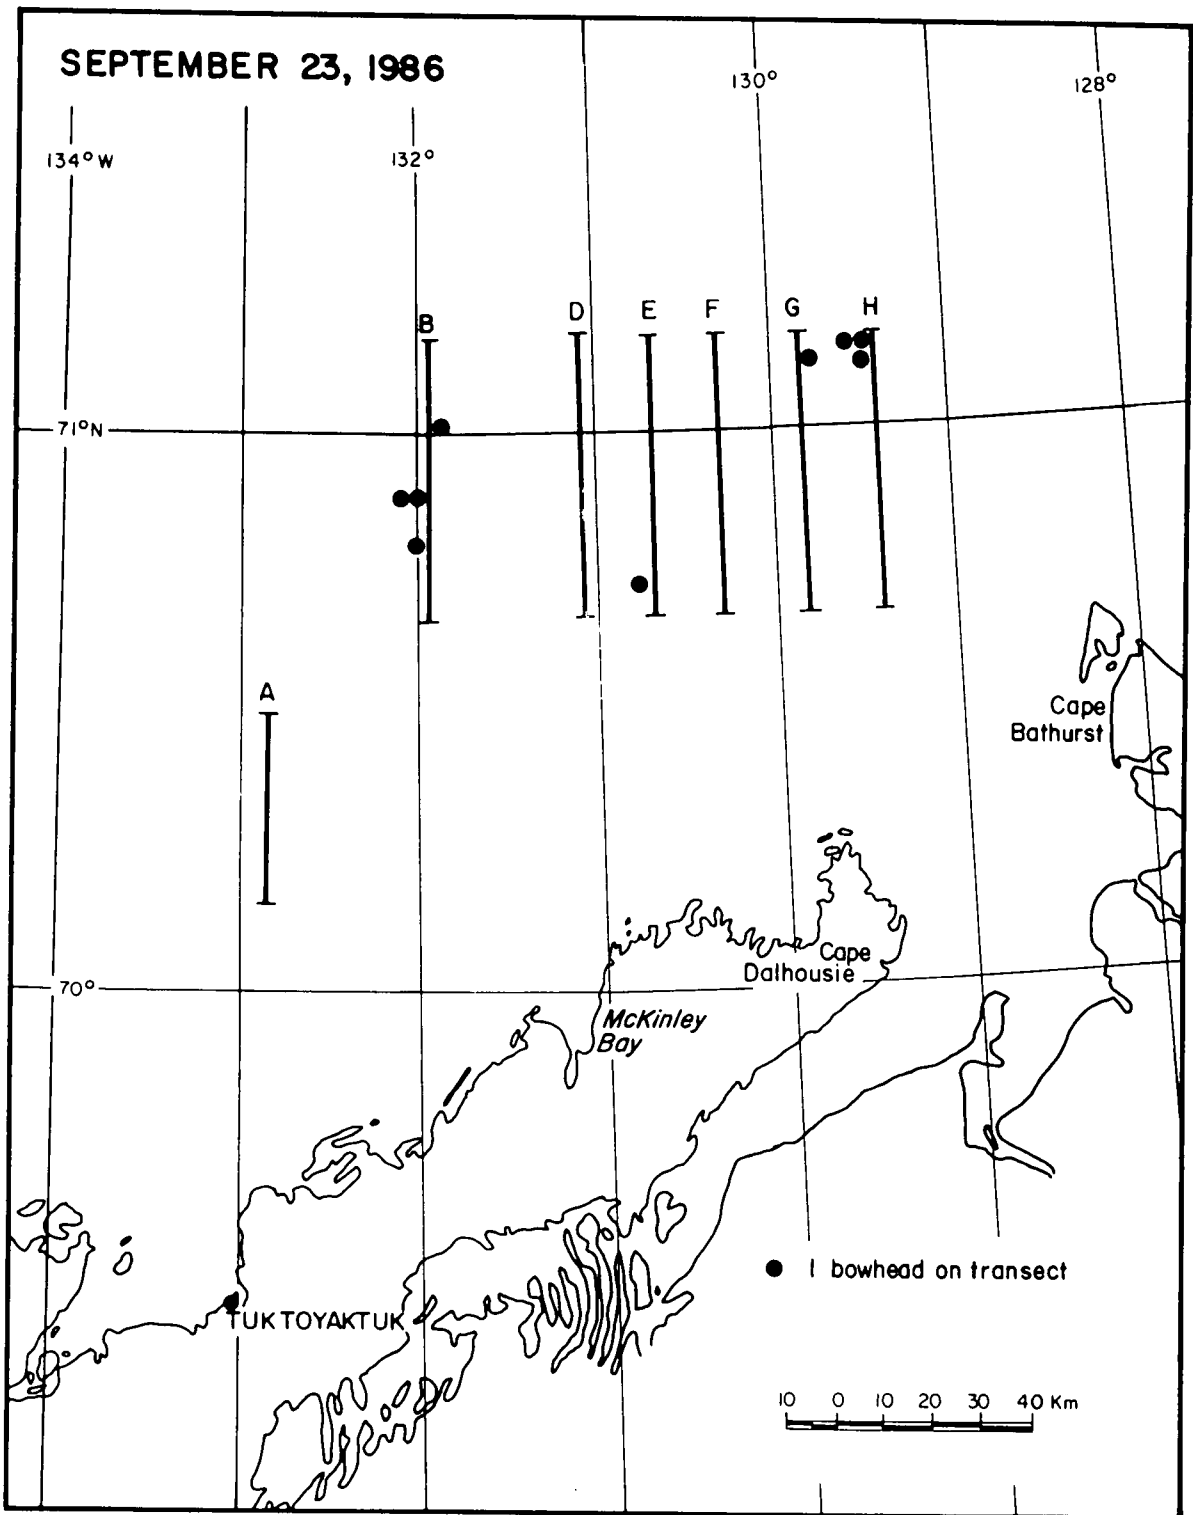 SEPTEMBER 23, 1986
130°
128°
134° W
132°
B
D
E
F
G
H
71° N
A
Cape
Bathurst
Cape
Dalhousie
70°
McKinley
Bay
TUKTOYAKTUK
1 bowhead on transect
10 0 10 20 30 40 Km